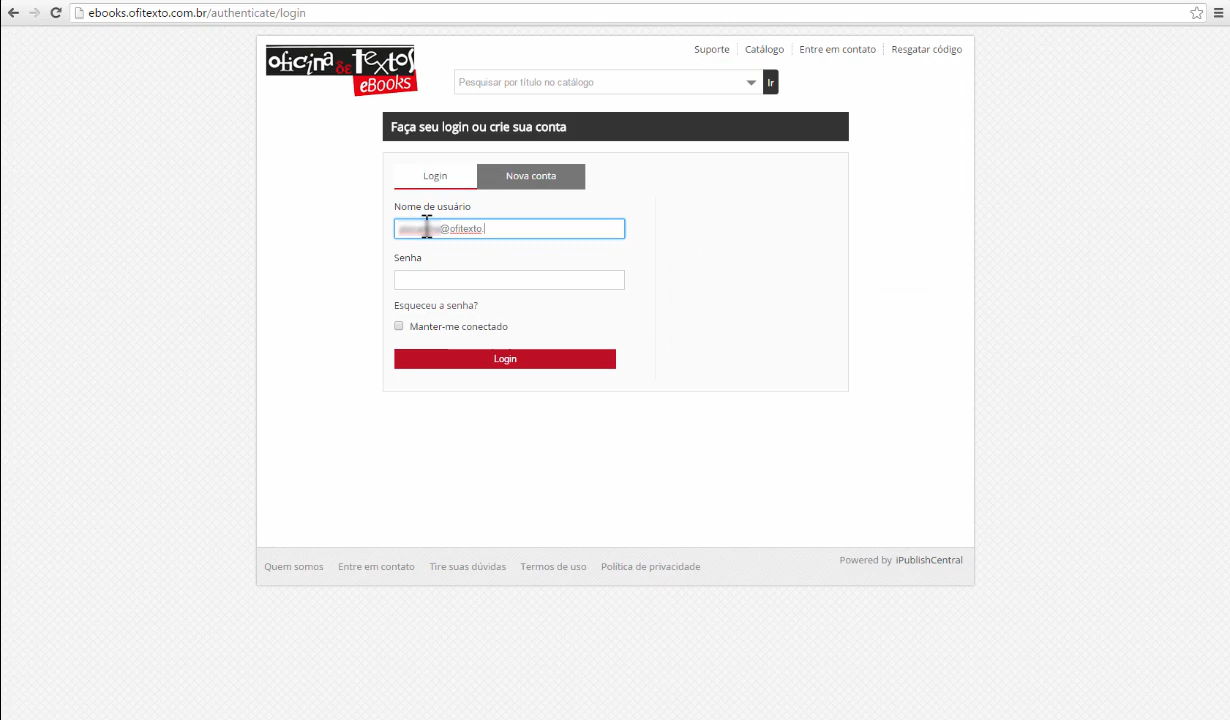 ebooks.ofitexto.com.br/authenticate/login
oficina de textos
eBooks
Suporte Catálogo Entre em contato Resgatar código
Pesquisar por título no catálogo Ir
Faça seu login ou crie sua conta
Login Nova conta
Nome de usuário
@ofitexto.
Senha
Esqueceu a senha?
Manter-me conectado
Login
Quem somos Entre em contato Tire suas dúvidas Termos de uso Política de privacidade Powered by iPublishCentral